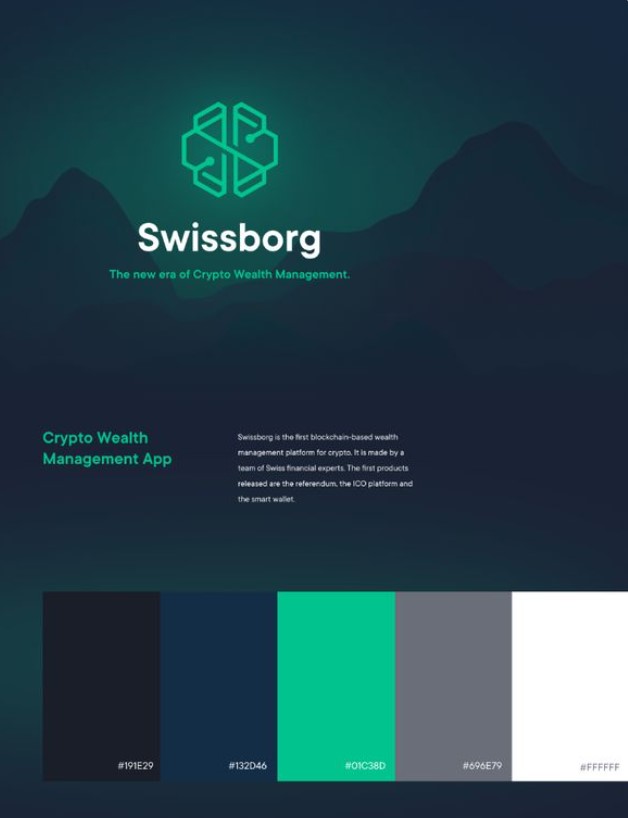 Swissborg
The new era of Crypto Wealth Management.
Crypto Wealth
Management App
Swissborg is the first blockchain-based wealth
management platform for crypto. It is made by a
team of Swiss financial experts. The first products
released are the referendum, the ICO platform and
the smart wallet.
#191E29
#132D46
#01C38D
#696E79
#FFFFFF